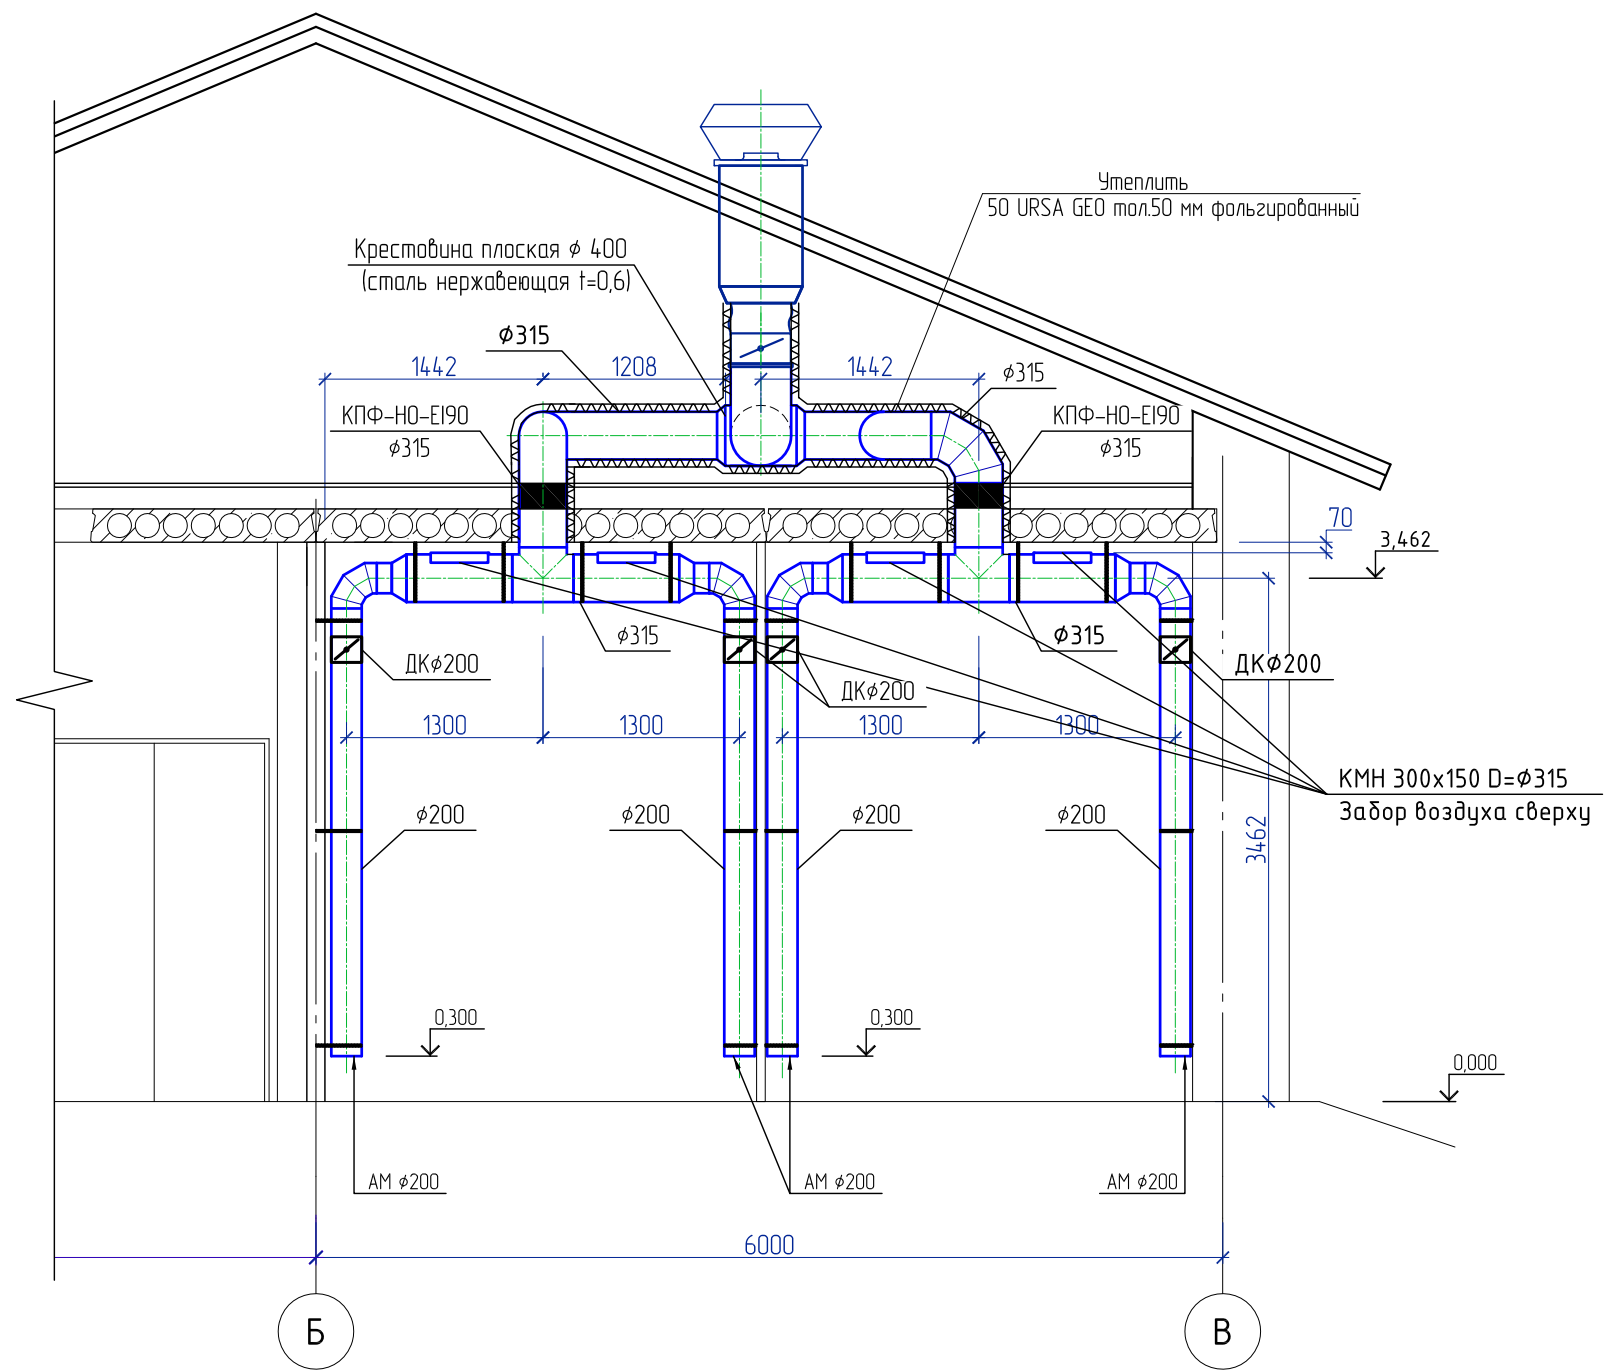 Утеплить
50 URSA GEO тол.50 мм фольгированный
Крестовина плоская ϕ 400
(сталь нержавеющая t=0,6)
ϕ315
1442
1208
1442
ϕ315
КПФ-НО-EI90
ϕ315
КПФ-НО-EI90
ϕ315
70
3,462
ϕ315
ϕ315
ДКϕ200
ДКϕ200
ДКϕ200
1300
1300
1300
1300
КМН 300x150 D=ϕ315
Забор воздуха сверху
ϕ200
ϕ200
ϕ200
ϕ200
3462
0,300
0,300
0,000
АМ ϕ200
АМ ϕ200
АМ ϕ200
6000
Б
В